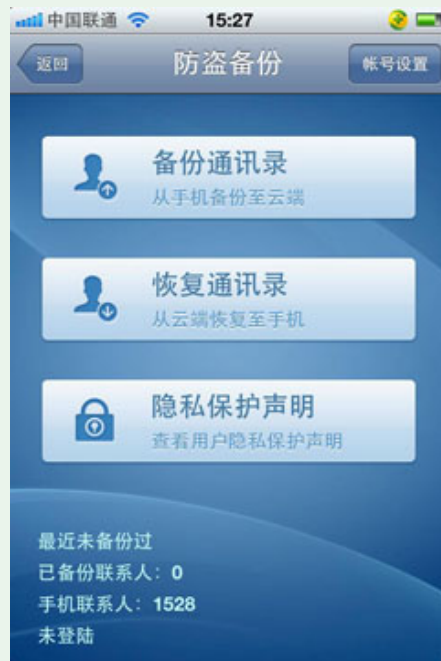 中国联通 15:27
返回 防盗备份 帐号设置
备份通讯录
从手机备份至云端
恢复通讯录
从云端恢复至手机
隐私保护声明
查看用户隐私保护声明
最近未备份过
已备份联系人：0
手机联系人：1528
未登陆